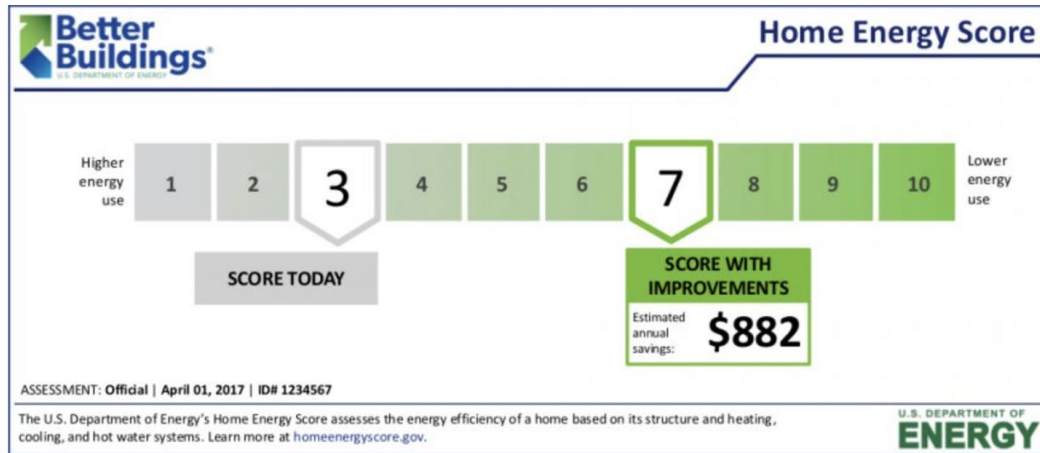 Better
Buildings®
U.S. DEPARTMENT OF ENERGY
Home Energy Score
Higher
energy
use
1 2 3 4 5 6 7 8 9 10
Lower
energy
use
SCORE TODAY
SCORE WITH
IMPROVEMENTS
Estimated
annual
savings:
$882
ASSESSMENT: Official | April 01, 2017 | ID# 1234567
The U.S. Department of Energy's Home Energy Score assesses the energy efficiency of a home based on its structure and heating,
cooling, and hot water systems. Learn more at homeenergyscore.gov.
U.S. DEPARTMENT OF
ENERGY